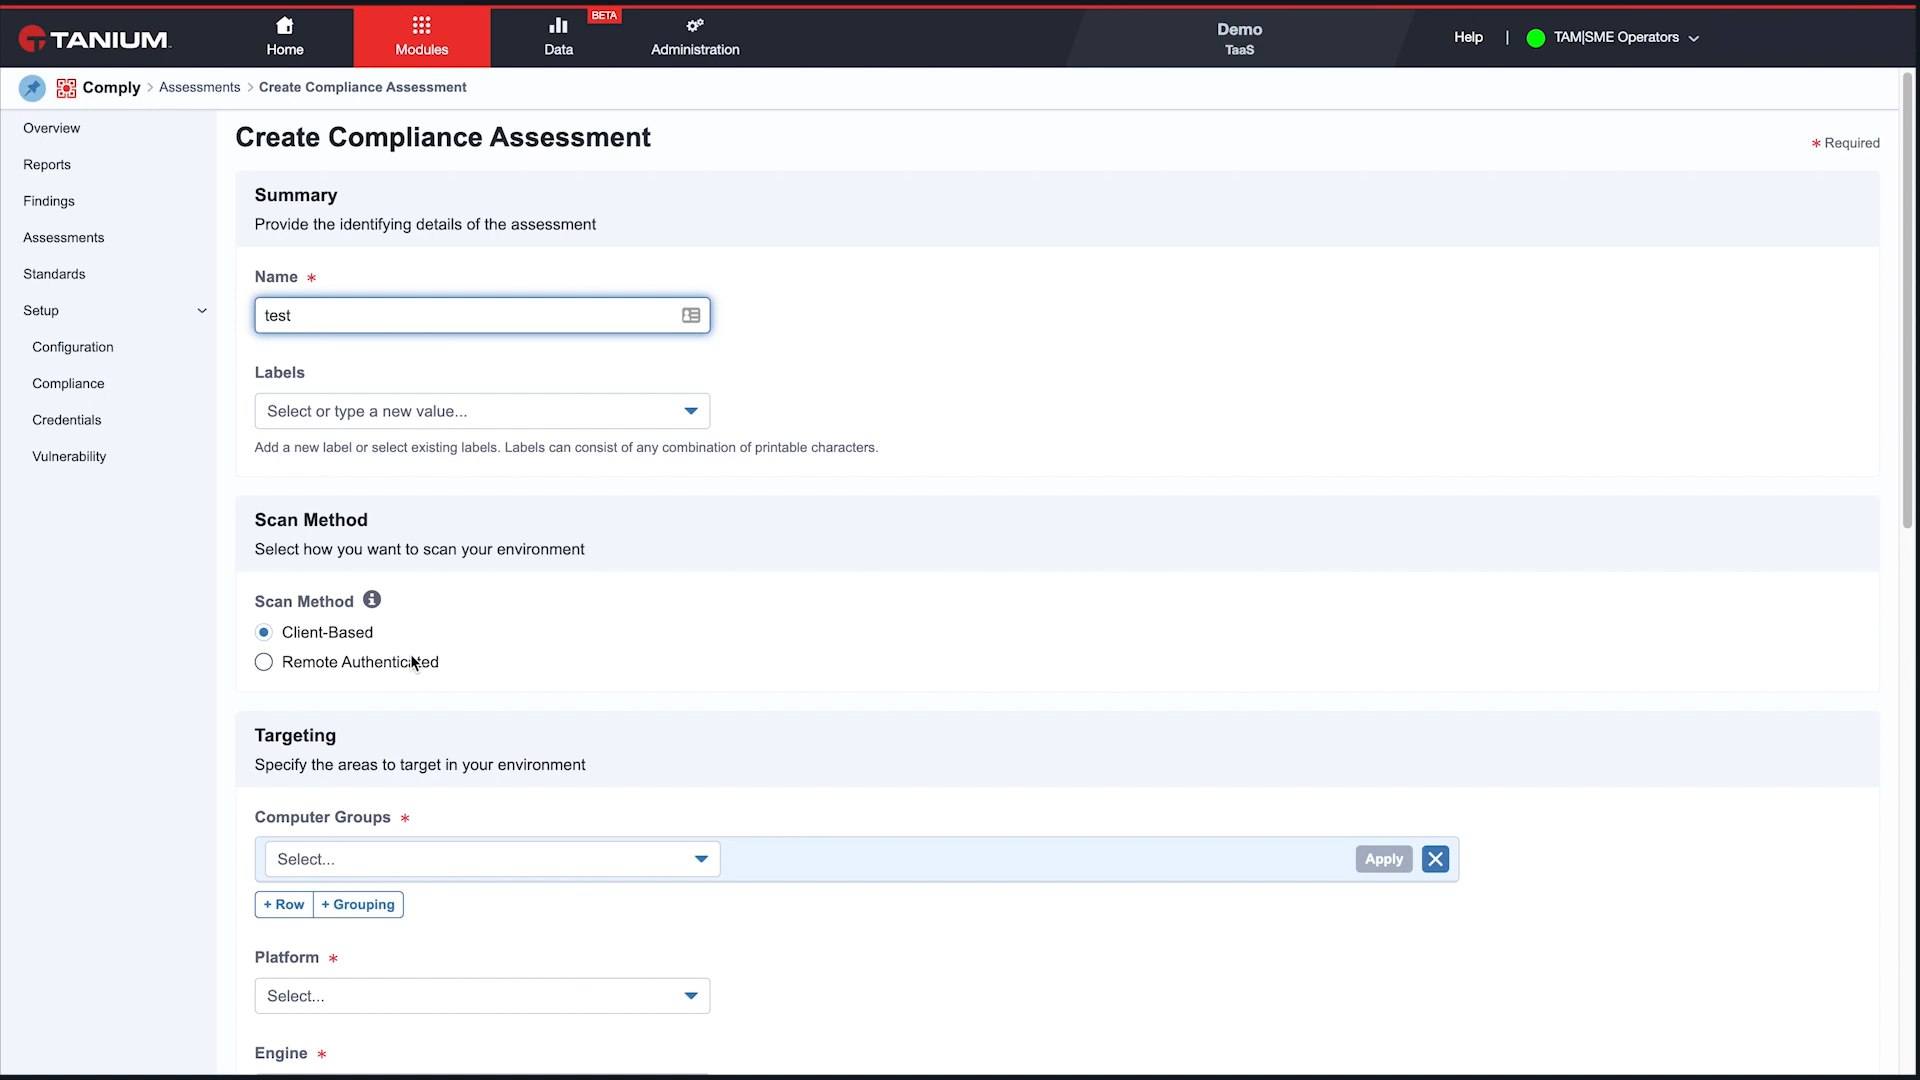 TANIUM
Home
Modules
Data
BETA
Administration
Demo
TaaS
Help | TAM|SME Operators
Comply > Assessments > Create Compliance Assessment
Overview
Reports
Findings
Assessments
Standards
Setup
Configuration
Compliance
Credentials
Vulnerability
Create Compliance Assessment
* Required
Summary
Provide the identifying details of the assessment
Name *
test
Labels
Select or type a new value...
Add a new label or select existing labels. Labels can consist of any combination of printable characters.
Scan Method
Select how you want to scan your environment
Scan Method
Client-Based
Remote Authenticated
Targeting
Specify the areas to target in your environment
Computer Groups *
Select...
Apply
+ Row
+ Grouping
Platform *
Select...
Engine *